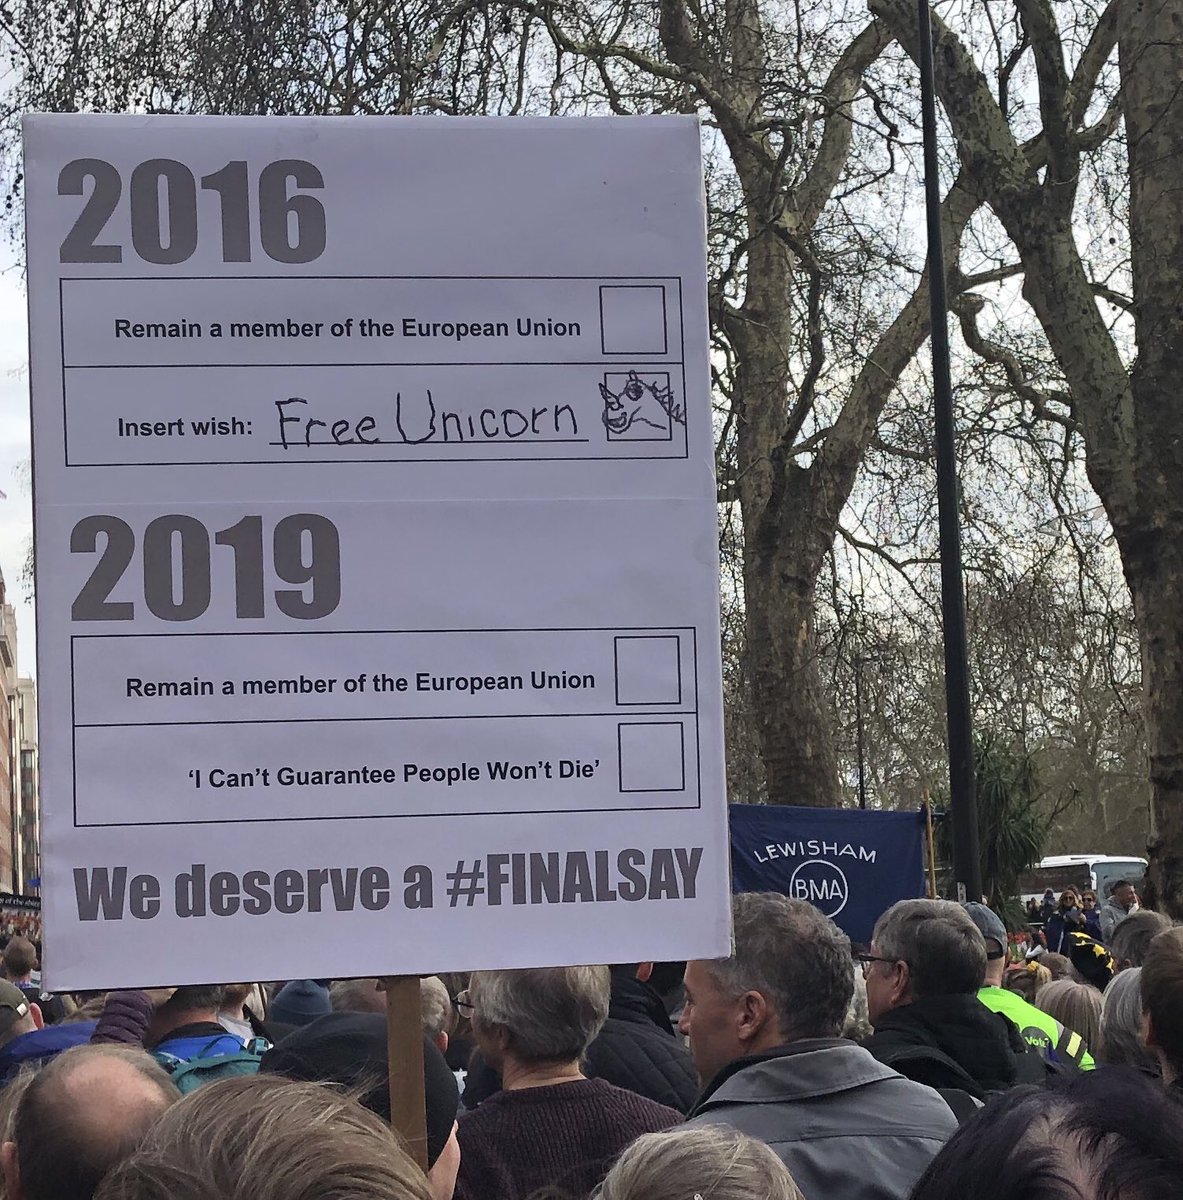 2016
Remain a member of the European Union
Insert wish: Free Unicorn
2019
Remain a member of the European Union
‘I Can’t Guarantee People Won’t Die’
We deserve a #FINALSAY
LEWISHAM
BMA